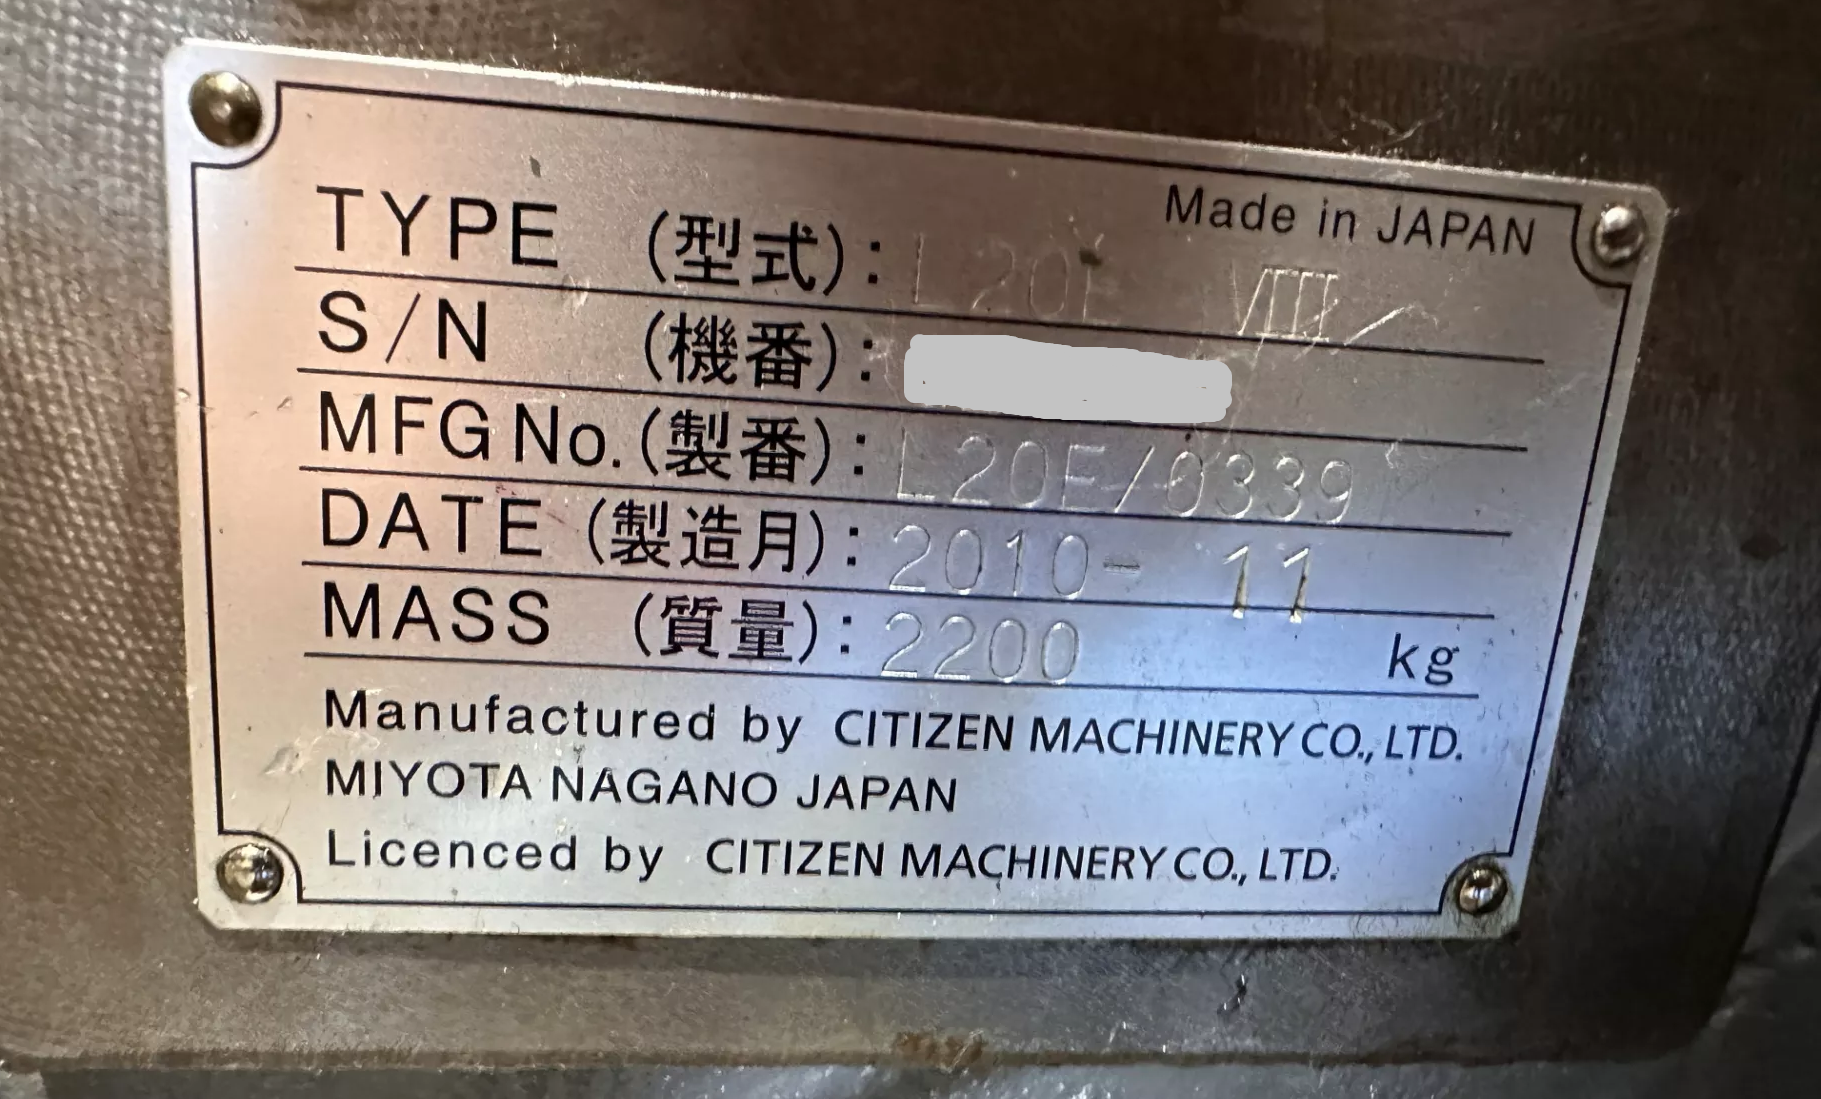 Made in JAPAN
TYPE (型式): L20E VIII
S/N (機番):
MFG No. (製番): L20E/0339
DATE (製造月): 2010- 11
MASS (質量): 2200 kg
Manufactured by CITIZEN MACHINERY CO., LTD.
MIYOTA NAGANO JAPAN
Licenced by CITIZEN MACHINERY CO., LTD.